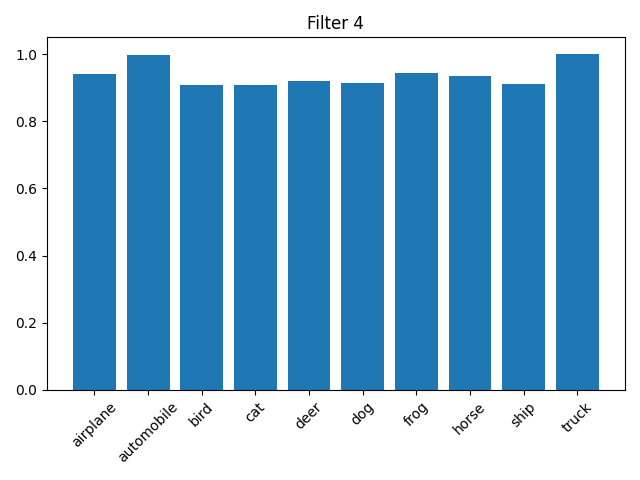 Filter 4
1.0
0.8
0.6
0.4
0.2
0.0
airplane
automobile
bird
cat
deer
dog
frog
horse
ship
truck